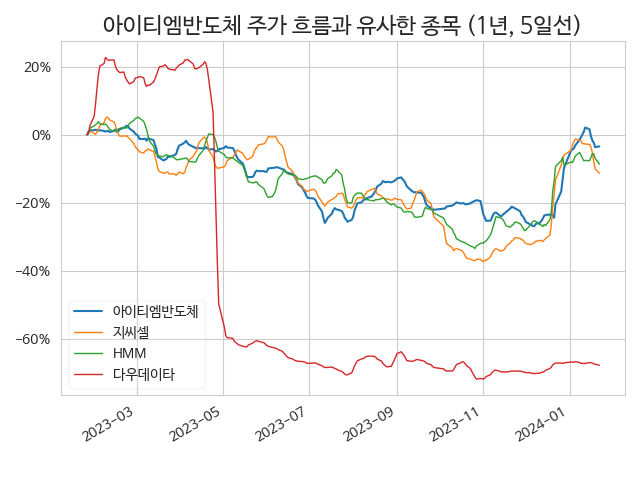 아이티엠반도체 주가 흐름과 유사한 종목 (1년, 5일선)
20%
0%
−20%
−40%
−60%
아이티엠반도체
지씨셀
HMM
다우데이타
2023-03
2023-05
2023-07
2023-09
2023-11
2024-01